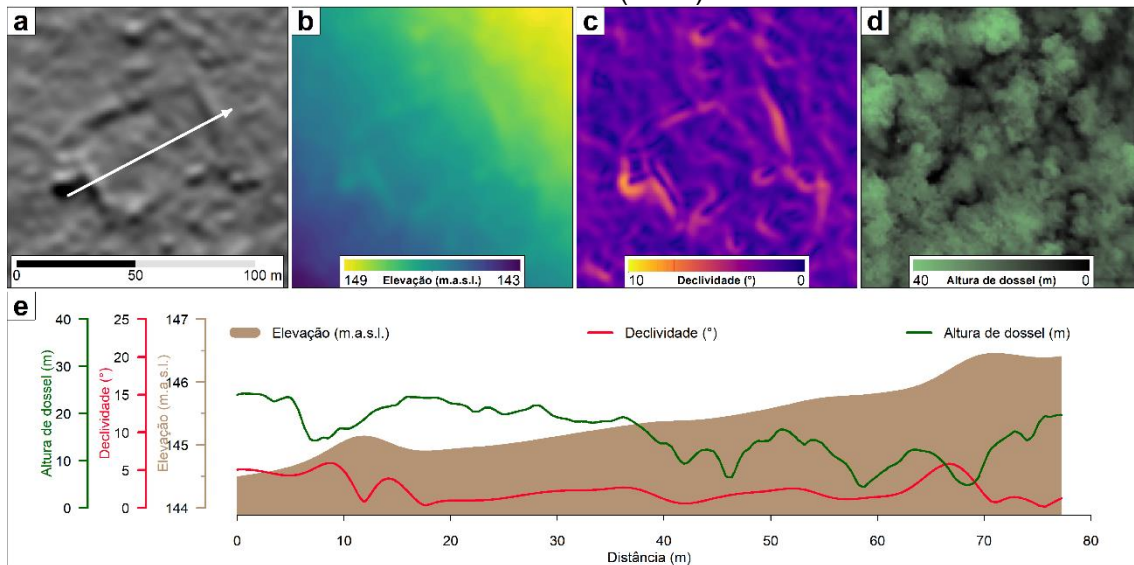 a
b
c
d
0 50 100 m
149 Elevação (m.a.s.l.) 143
10 Declividade (°) 0
40 Altura de dossel (m) 0
e
Altura de dossel (m)
0 10 20 30 40
Declividade (°)
0 5 10 15 20 25
Elevação (m.a.s.l.)
144 145 146 147
Elevação (m.a.s.l.)
Declividade (°)
Altura de dossel (m)
0 10 20 30 40 50 60 70 80
Distância (m)